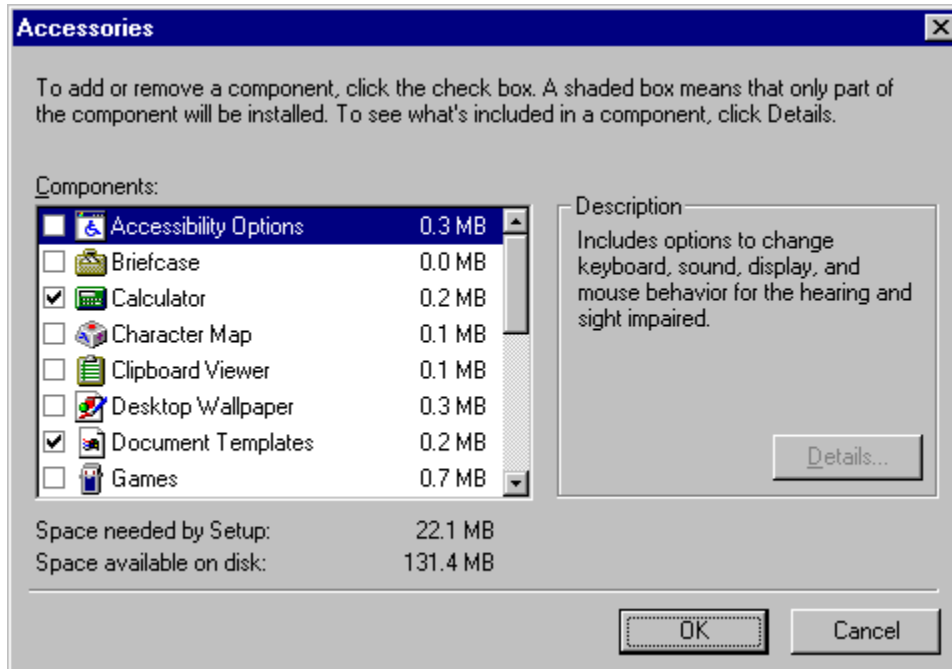 Accessories
To add or remove a component, click the check box. A shaded box means that only part of
the component will be installed. To see what's included in a component, click Details.
Components:
Accessibility Options 0.3 MB
Briefcase 0.0 MB
Calculator 0.2 MB
Character Map 0.1 MB
Clipboard Viewer 0.1 MB
Desktop Wallpaper 0.3 MB
Document Templates 0.2 MB
Games 0.7 MB
Description
Includes options to change
keyboard, sound, display, and
mouse behavior for the hearing and
sight impaired.
Details...
Space needed by Setup: 22.1 MB
Space available on disk: 131.4 MB
OK Cancel